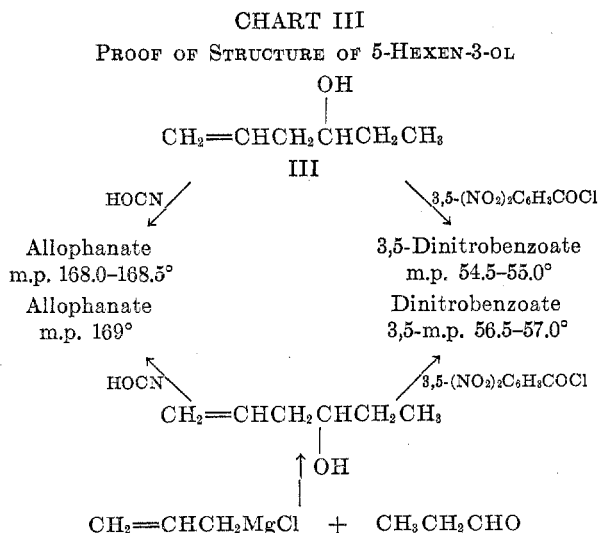 CHART III
PROOF OF STRUCTURE OF 5-HEXEN-3-OL
OH
CH₂=CHCH₂CHCH₂CH₃
III
HOCN 3,5-(NO₂)₂C₆H₃COCl
Allophanate 3,5-Dinitrobenzoate
m.p. 168.0–168.5° m.p. 54.5–55.0°
Allophanate Dinitrobenzoate
m.p. 169° 3,5-m.p. 56.5–57.0°
HOCN 3,5-(NO₂)₂C₆H₃COCl
CH₂=CHCH₂CHCH₂CH₃
OH
CH₂=CHCH₂MgCl + CH₃CH₂CHO